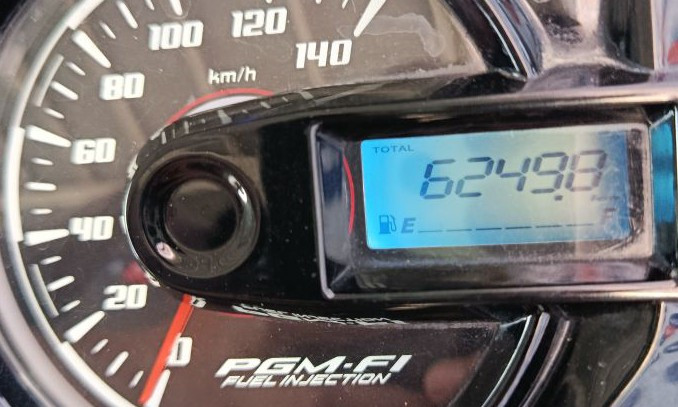 100
120
140
km/h
80
60
40
20
0
TOTAL
6249.8
E
PGM-FI
FUEL INJECTION